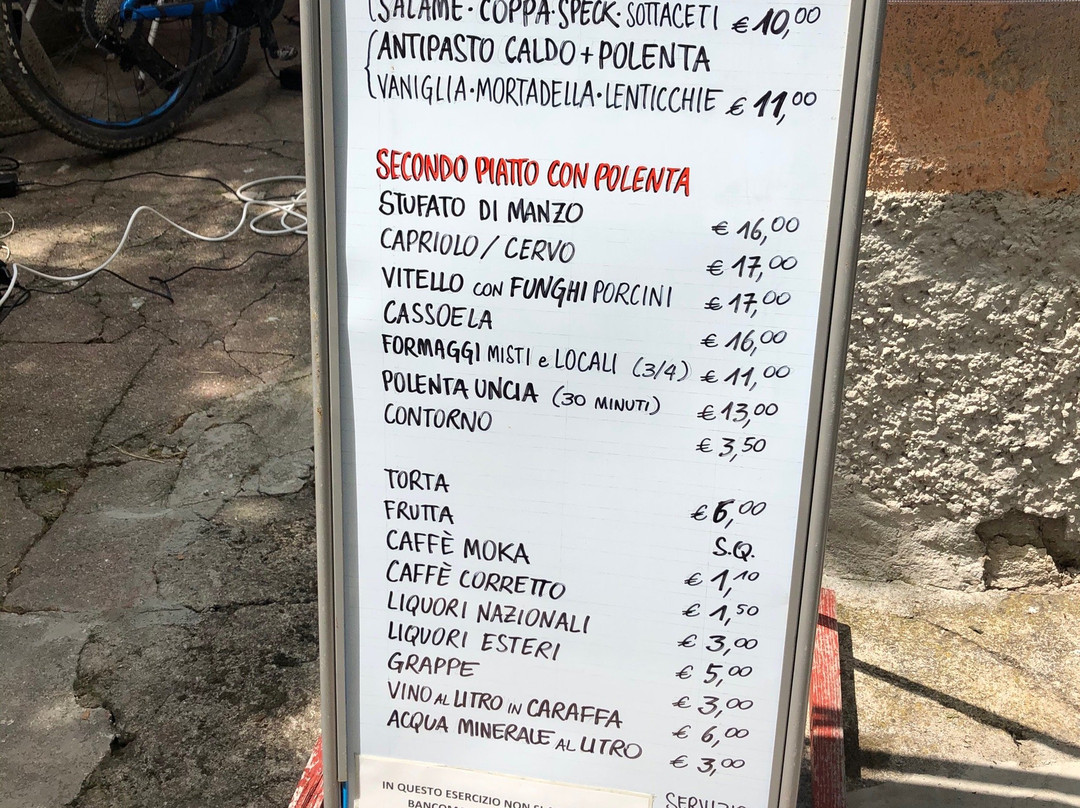 SALAME · COPPA · SPECK · SOTTACETI € 10,00
ANTIPASTO CALDO + POLENTA
VANIGLIA · MORTADELLA · LENTICCHIE € 11,00
SECONDO PIATTO CON POLENTA
STUFATO DI MANZO € 16,00
CAPRIOLO / CERVO € 17,00
VITELLO CON FUNGHI PORCINI € 17,00
CASSOELA € 16,00
FORMAGGI MISTI e LOCALI (3/4) € 11,00
POLENTA UNCIA (30 MINUTI) € 13,00
CONTORNO € 3,50
TORTA €
FRUTTA S.Q.
CAFFÈ MOKA € 1,10
CAFFÈ CORRETTO € 1,50
LIQUORI NAZIONALI € 3,00
LIQUORI ESTERI € 5,00
GRAPPE € 3,00
VINO AL LITRO IN CARAFFA € 6,00
ACQUA MINERALE AL LITRO € 3,00
IN QUESTO ESERCIZIO NON
SERVIZIO